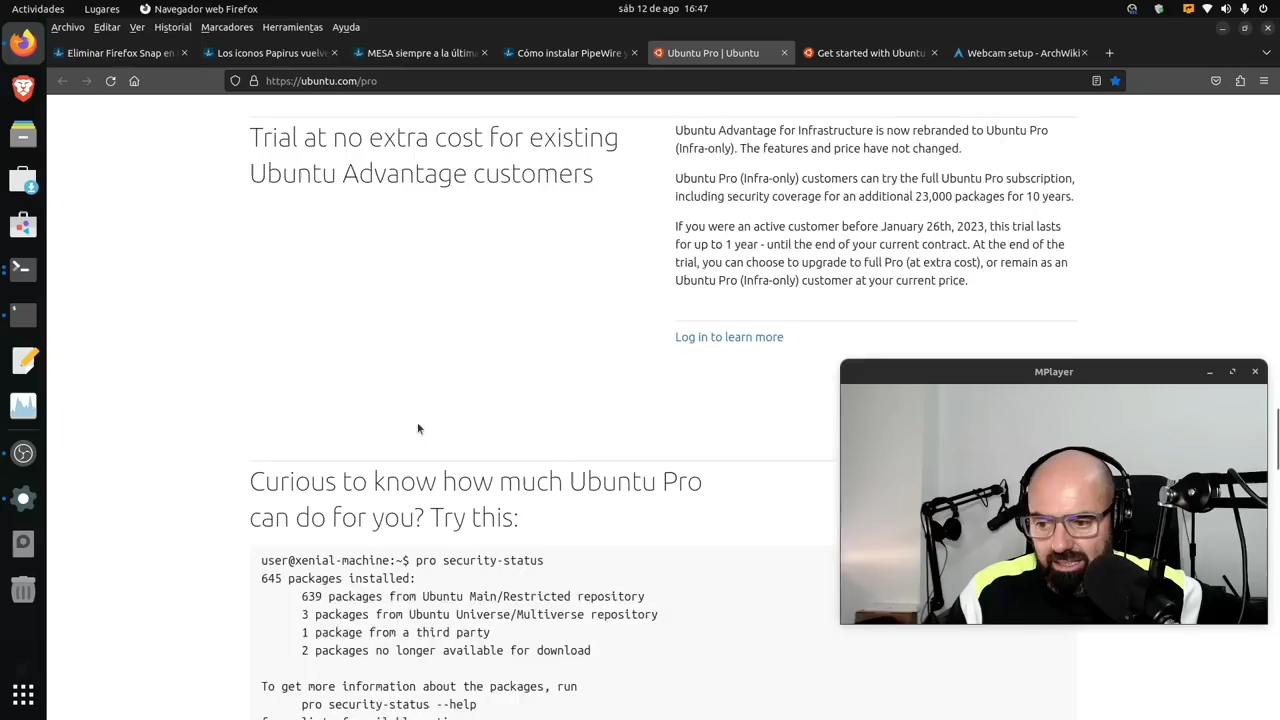 Actividades
Lugares
Navegador web Firefox
sáb 12 de ago 16:47
Archivo Editar Ver Historial Marcadores Herramientas Ayuda
Eliminar Firefox Snap en
Los iconos Papirus vuelve
MESA siempre a la últim
Cómo instalar PipeWire y
Ubuntu Pro | Ubuntu
Get started with Ubuntu
Webcam setup - ArchWiki
https://ubuntu.com/pro
Trial at no extra cost for existing
Ubuntu Advantage customers
Ubuntu Advantage for Infrastructure is now rebranded to Ubuntu Pro
(Infra-only). The features and price have not changed.
Ubuntu Pro (Infra-only) customers can try the full Ubuntu Pro subscription,
including security coverage for an additional 23,000 packages for 10 years.
If you were an active customer before January 26th, 2023, this trial lasts
for up to 1 year - until the end of your current contract. At the end of the
trial, you can choose to upgrade to full Pro (at extra cost), or remain as an
Ubuntu Pro (Infra-only) customer at your current price.
Log in to learn more
MPlayer
Curious to know how much Ubuntu Pro
can do for you? Try this:
user@xenial-machine:~$ pro security-status
645 packages installed:
639 packages from Ubuntu Main/Restricted repository
3 packages from Ubuntu Universe/Multiverse repository
1 package from a third party
2 packages no longer available for download
To get more information about the packages, run
pro security-status --help